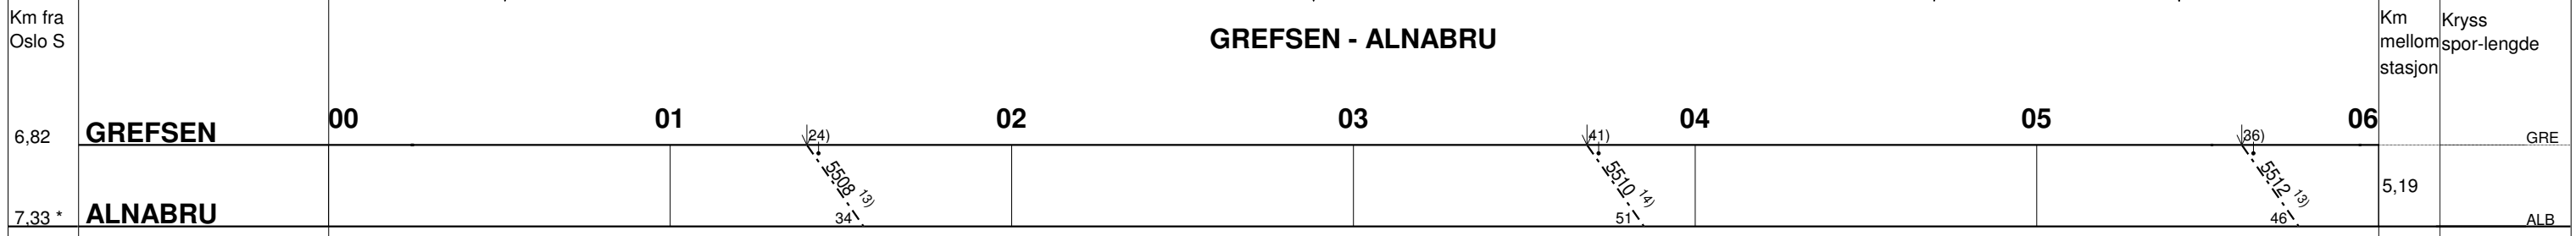 Km fra
Oslo S
GREFSEN - ALNABRU
Km
mellom
stasjon
Kryss
spor-lengde
00 01 02 03 04 05 06
6,82 GREFSEN 24) 41) 36) GRE
5508 13) 5510 14) 5512 13) 5,19
7,33 * ALNABRU 34 51 46 ALB